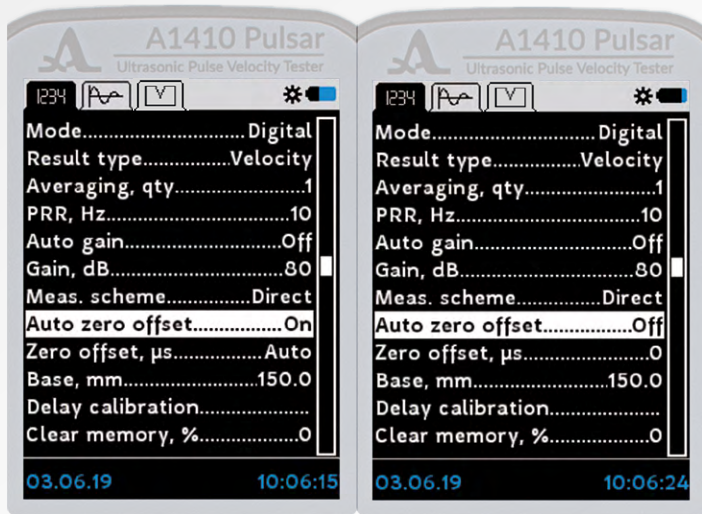 A1410 Pulsar
Ultrasonic Pulse Velocity Tester
1234
V
Mode............................Digital
Result type................Velocity
Averaging, qty.......................1
PRR, Hz................................10
Auto gain...........................Off
Gain, dB...............................80
Meas. scheme...............Direct
Auto zero offset.................On
Zero offset, µs................Auto
Base, mm........................150.0
Delay calibration....................
Clear memory, %..................0
03.06.19 10:06:15
A1410 Pulsar
Ultrasonic Pulse Velocity Tester
1234
V
Mode............................Digital
Result type................Velocity
Averaging, qty.......................1
PRR, Hz................................10
Auto gain...........................Off
Gain, dB...............................80
Meas. scheme...............Direct
Auto zero offset................Off
Zero offset, µs.......................0
Base, mm........................150.0
Delay calibration....................
Clear memory, %..................0
03.06.19 10:06:24